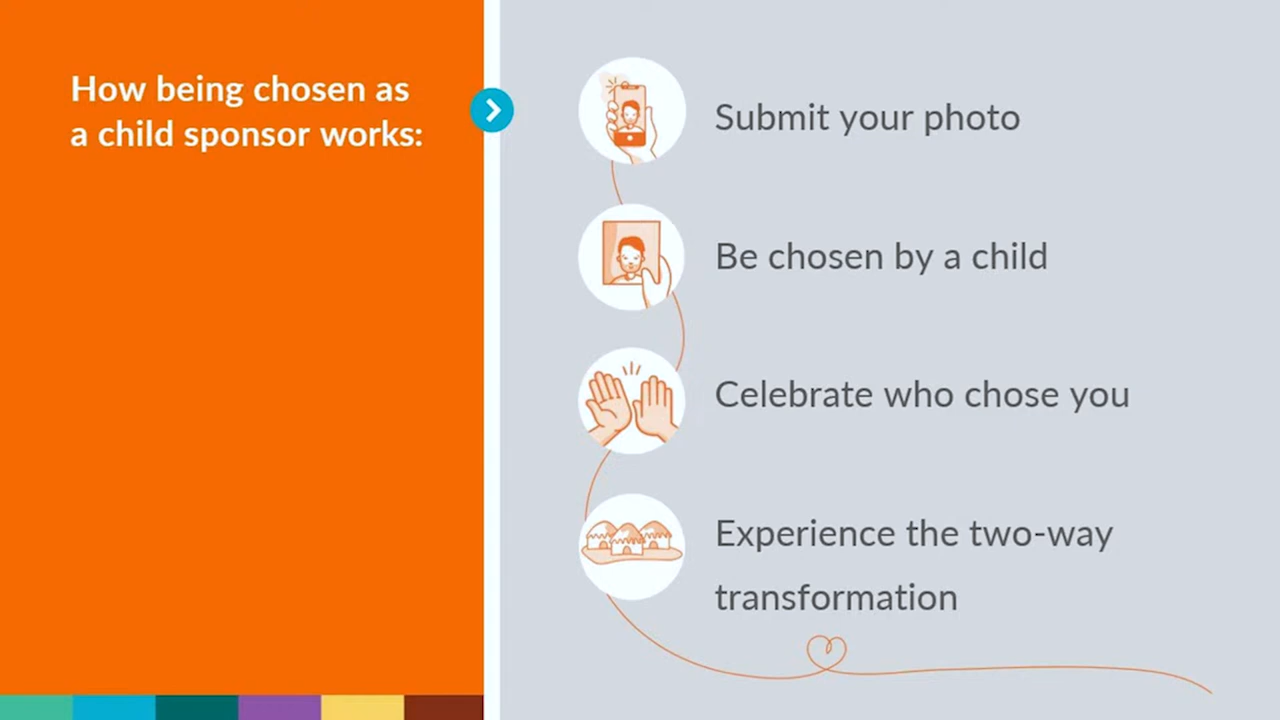 How being chosen as
a child sponsor works:
Submit your photo
Be chosen by a child
Celebrate who chose you
Experience the two-way
transformation